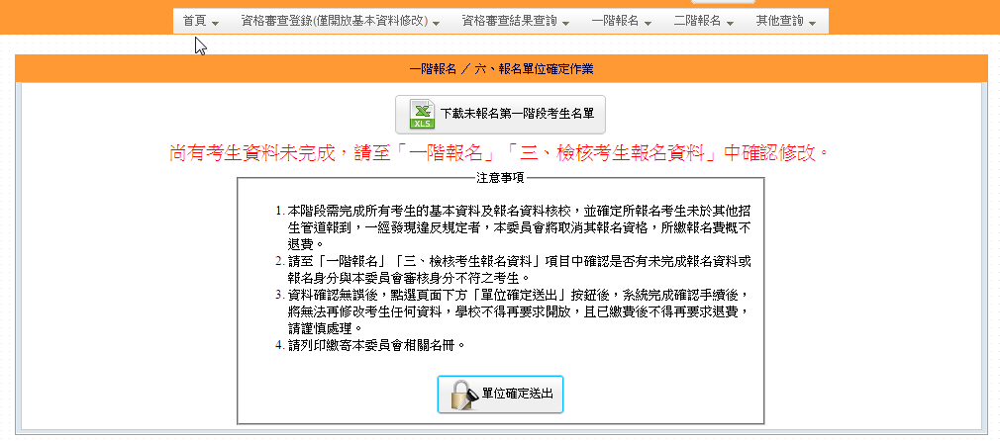 首頁 資格審查登錄(僅開放基本資料修改) 資格審查結果查詢 一階報名 二階報名 其他查詢
一階報名 / 六、報名單位確定作業
XLS 下載未報名第一階段考生名單
尚有考生資料未完成，請至「一階報名」「三、檢核考生報名資料」中確認修改。
注意事項
1. 本階段需完成所有考生的基本資料及報名資料核校，並確定所報名考生未於其他招
生管道報到，一經發現違反規定者，本委員會將取消其報名資格，所繳報名費概不
退費。
2. 請至「一階報名」「三、檢核考生報名資料」項目中確認是否有未完成報名資料或
報名身分與本委員會審核身分不符之考生。
3. 資料確認無誤後，點選頁面下方「單位確定送出」按鈕後，系統完成確認手續後，
將無法再修改考生任何資料，學校不得再要求開放，且已繳費後不得再要求退費，
請謹慎處理。
4. 請列印繳寄本委員會相關名冊。
單位確定送出